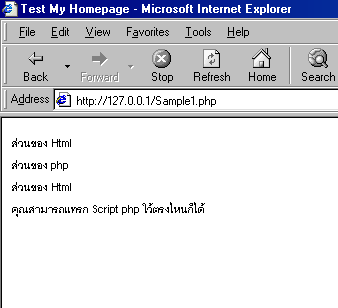 Test My Homepage - Microsoft Internet Explorer
File Edit View Favorites Tools Help
Back Forward Stop Refresh Home Search
Address http://127.0.0.1/Sample1.php
ส่วนของ Html
ส่วนของ php
ส่วนของ Html
คุณสามารถแทรก Script php ใว้ตรงไหนก็ได้